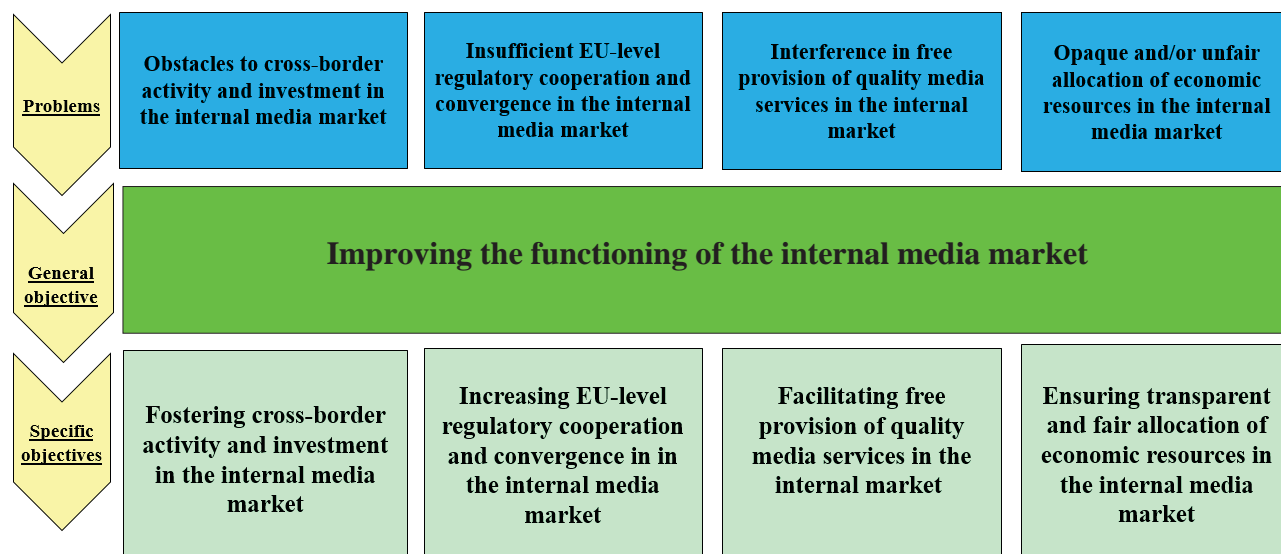 Problems
Obstacles to cross-border
activity and investment in
the internal media market
Insufficient EU-level
regulatory cooperation and
convergence in the internal
media market
Interference in free
provision of quality media
services in the internal
market
Opaque and/or unfair
allocation of economic
resources in the internal
media market
General
objective
Improving the functioning of the internal media market
Specific
objectives
Fostering cross-border
activity and investment
in the internal media
market
Increasing EU-level
regulatory cooperation
and convergence in in
the internal media
market
Facilitating free
provision of quality
media services in the
internal market
Ensuring transparent
and fair allocation of
economic resources in
the internal media
market